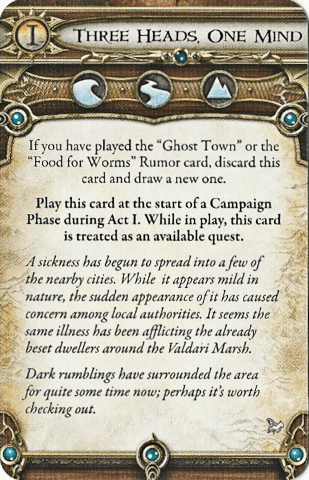 I
THREE HEADS, ONE MIND
If you have played the “Ghost Town” or the
“Food for Worms” Rumor card, discard this
card and draw a new one.
Play this card at the start of a Campaign
Phase during Act I. While in play, this card
is treated as an available quest.
A sickness has begun to spread into a few of
the nearby cities. While it appears mild in
nature, the sudden appearance of it has caused
concern among local authorities. It seems the
same illness has been afflicting the already
beset dwellers around the Valdari Marsh.
Dark rumblings have surrounded the area
for quite some time now; perhaps it’s worth
checking out.